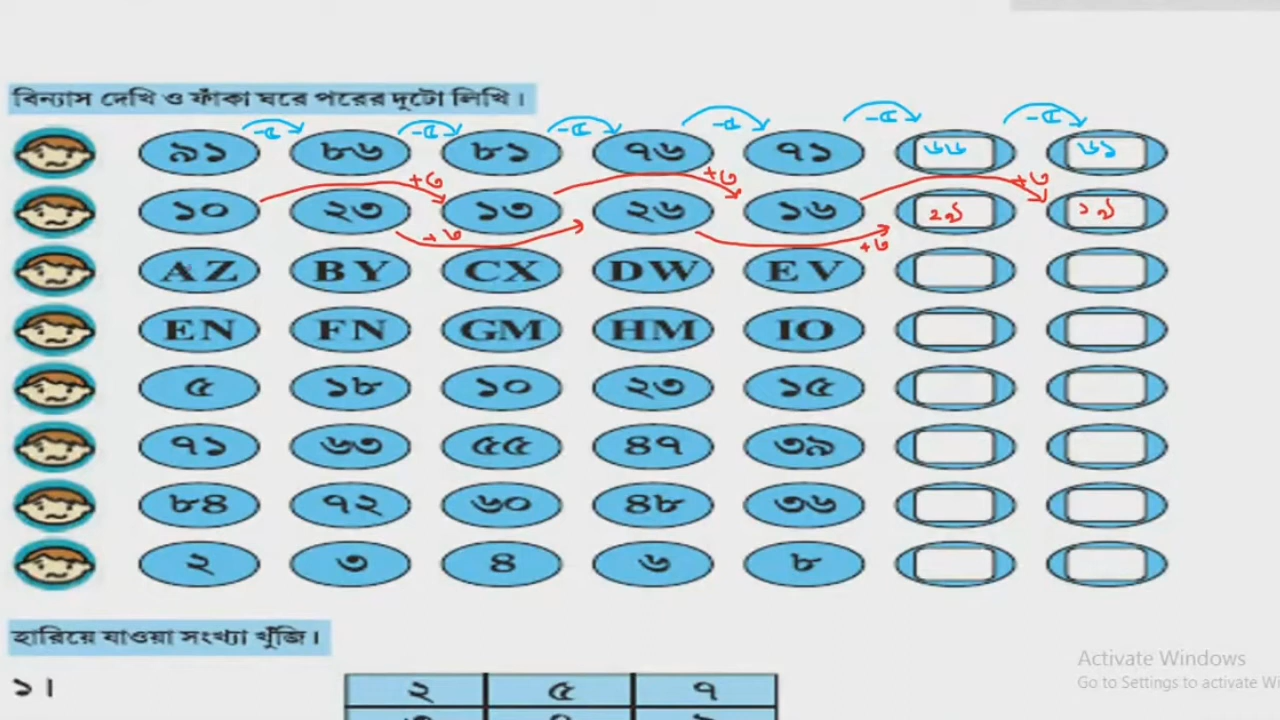 বিন্যাস দেখি ও ফাঁকা ঘরে পরের দুটো লিখি।
-৫ -৫ -৫ -৫ -৫ -৫
৯১ ৮৬ ৮১ ৭৬ ৭১ ৬৬ ৬১
+৩ +৩ +৩
১০ ২৩ ১৩ ২৬ ১৬ ২৯ ১৯
+৩ +৩
AZ BY CX DW EV
EN FN GM HM IO
৫ ১৮ ১০ ২৩ ১৫
৭১ ৬৩ ৫৫ ৪৭ ৩৯
৮৪ ৭২ ৬০ ৪৮ ৩৬
২ ৩ ৪ ৬ ৮
হারিয়ে যাওয়া সংখ্যা খুঁজি।
১। ২ ৫ ৭
Activate Windows
Go to Settings to activate Wi